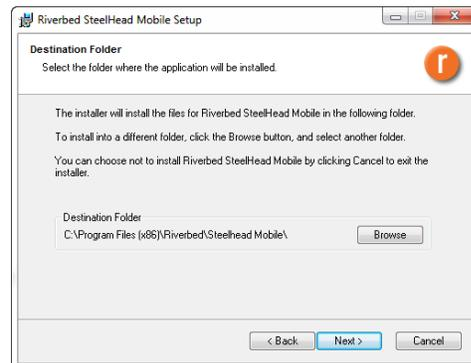 Riverbed SteelHead Mobile Setup
Destination Folder
Select the folder where the application will be installed.
r
The installer will install the files for Riverbed SteelHead Mobile in the following folder.
To install into a different folder, click the Browse button, and select another folder.
You can choose not to install Riverbed SteelHead Mobile by clicking Cancel to exit the
installer.
Destination Folder
C:\Program Files (x86)\Riverbed\Steelhead Mobile\
Browse
< Back
Next >
Cancel